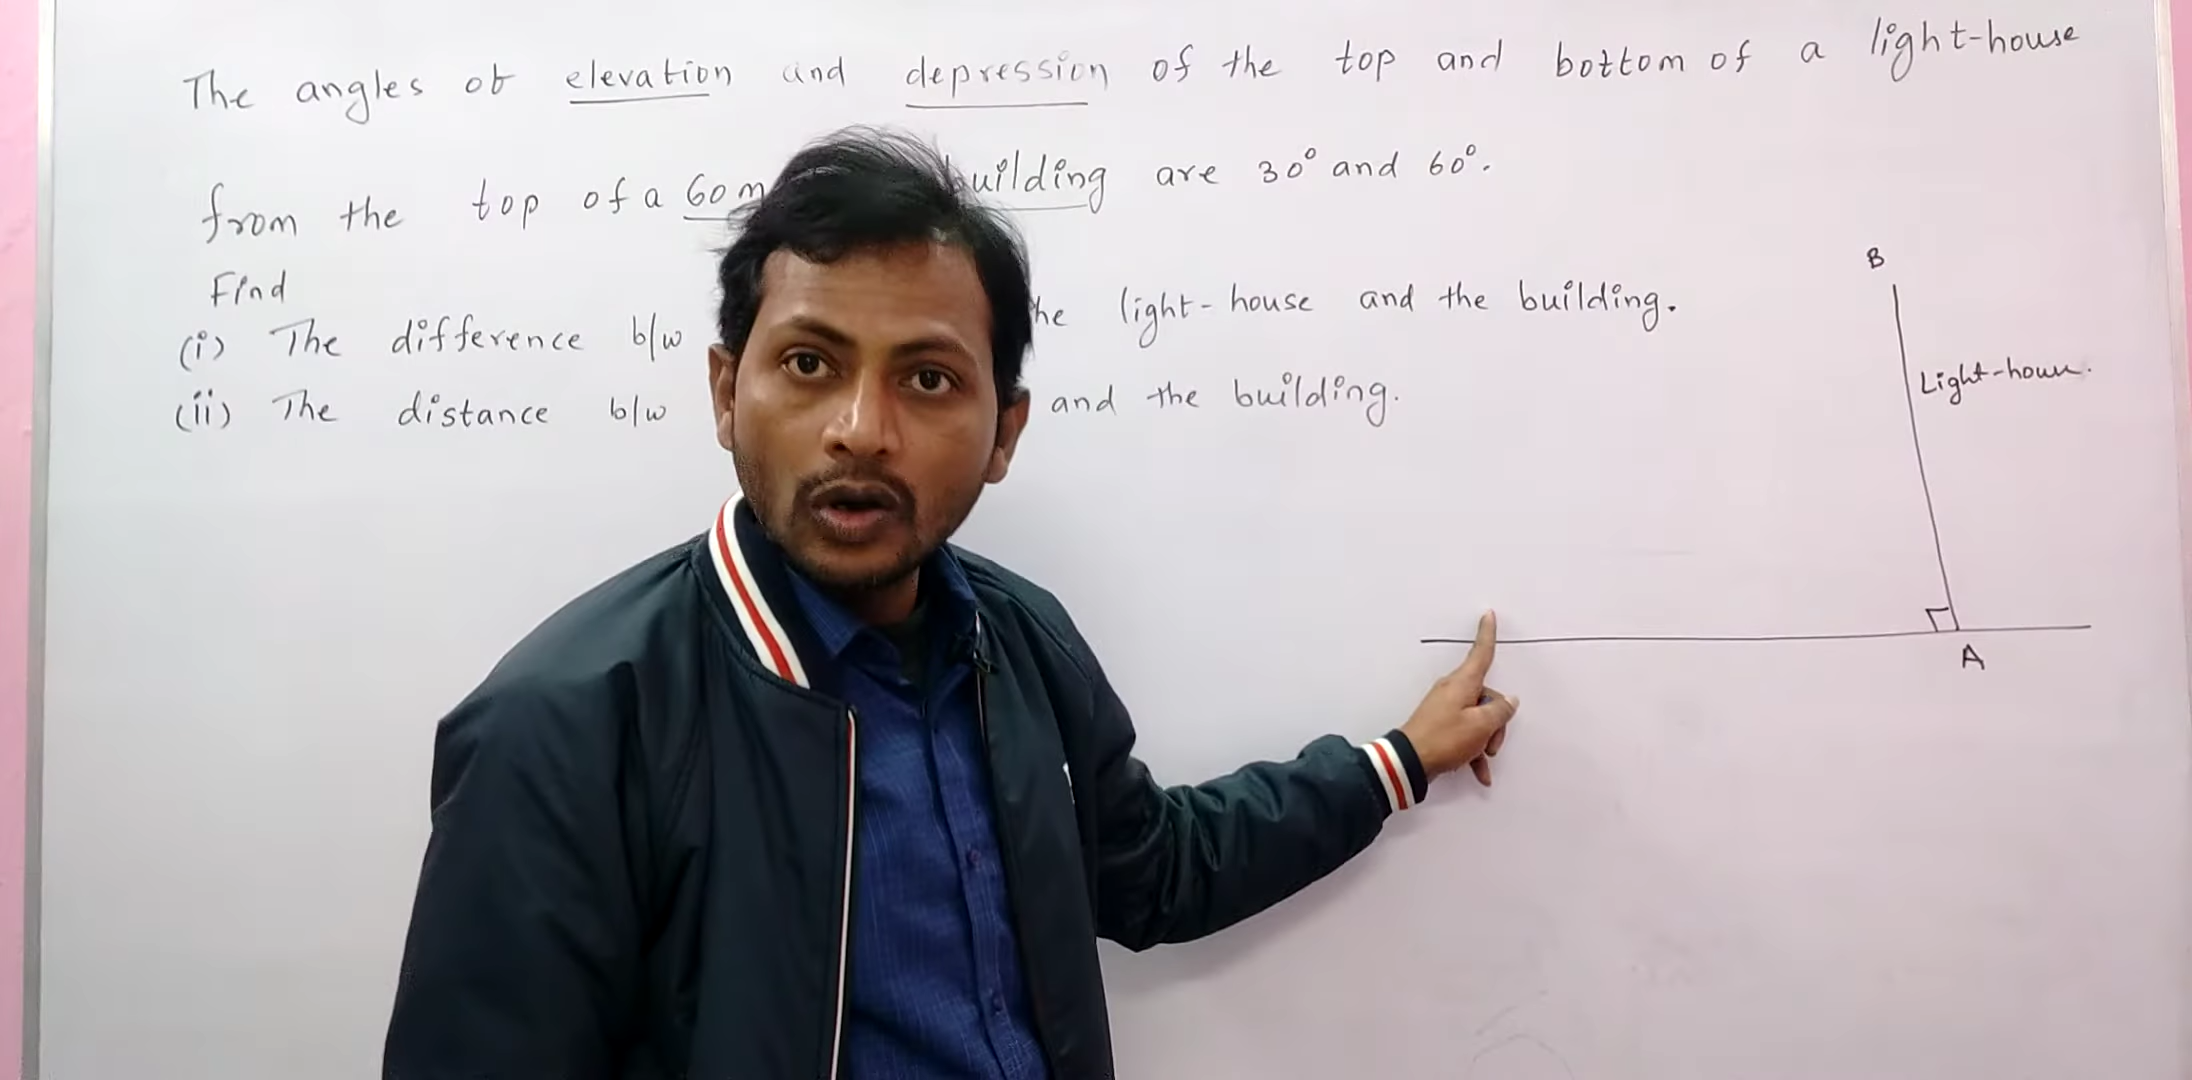 The angles of elevation and depression of the top and bottom of a light-house
from the top of a 60 m building are 30° and 60°.
Find
(i) The difference b/w he light-house and the building.
(ii) The distance b/w and the building.
B
Light-house.
A